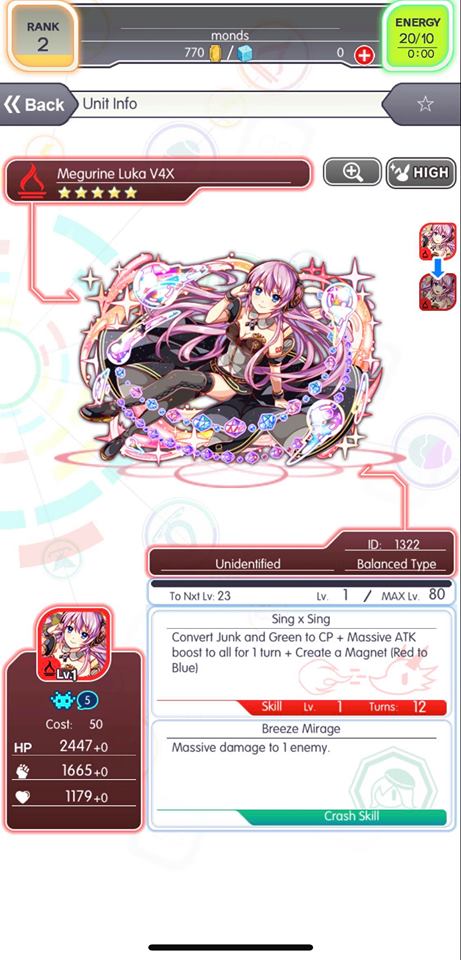 RANK
2
monds
770 / 0
ENERGY
20/10
0:00
Back
Unit Info
Megurine Luka V4X
HIGH
ID: 1322
Unidentified
Balanced Type
To Nxt Lv: 23
Lv. 1 / MAX Lv. 80
Sing x Sing
Convert Junk and Green to CP + Massive ATK
boost to all for 1 turn + Create a Magnet (Red to
Blue)
Skill Lv. 1 Turns: 12
Breeze Mirage
Massive damage to 1 enemy.
Crash Skill
Lv.1
5
Cost: 50
HP 2447+0
1665+0
1179+0